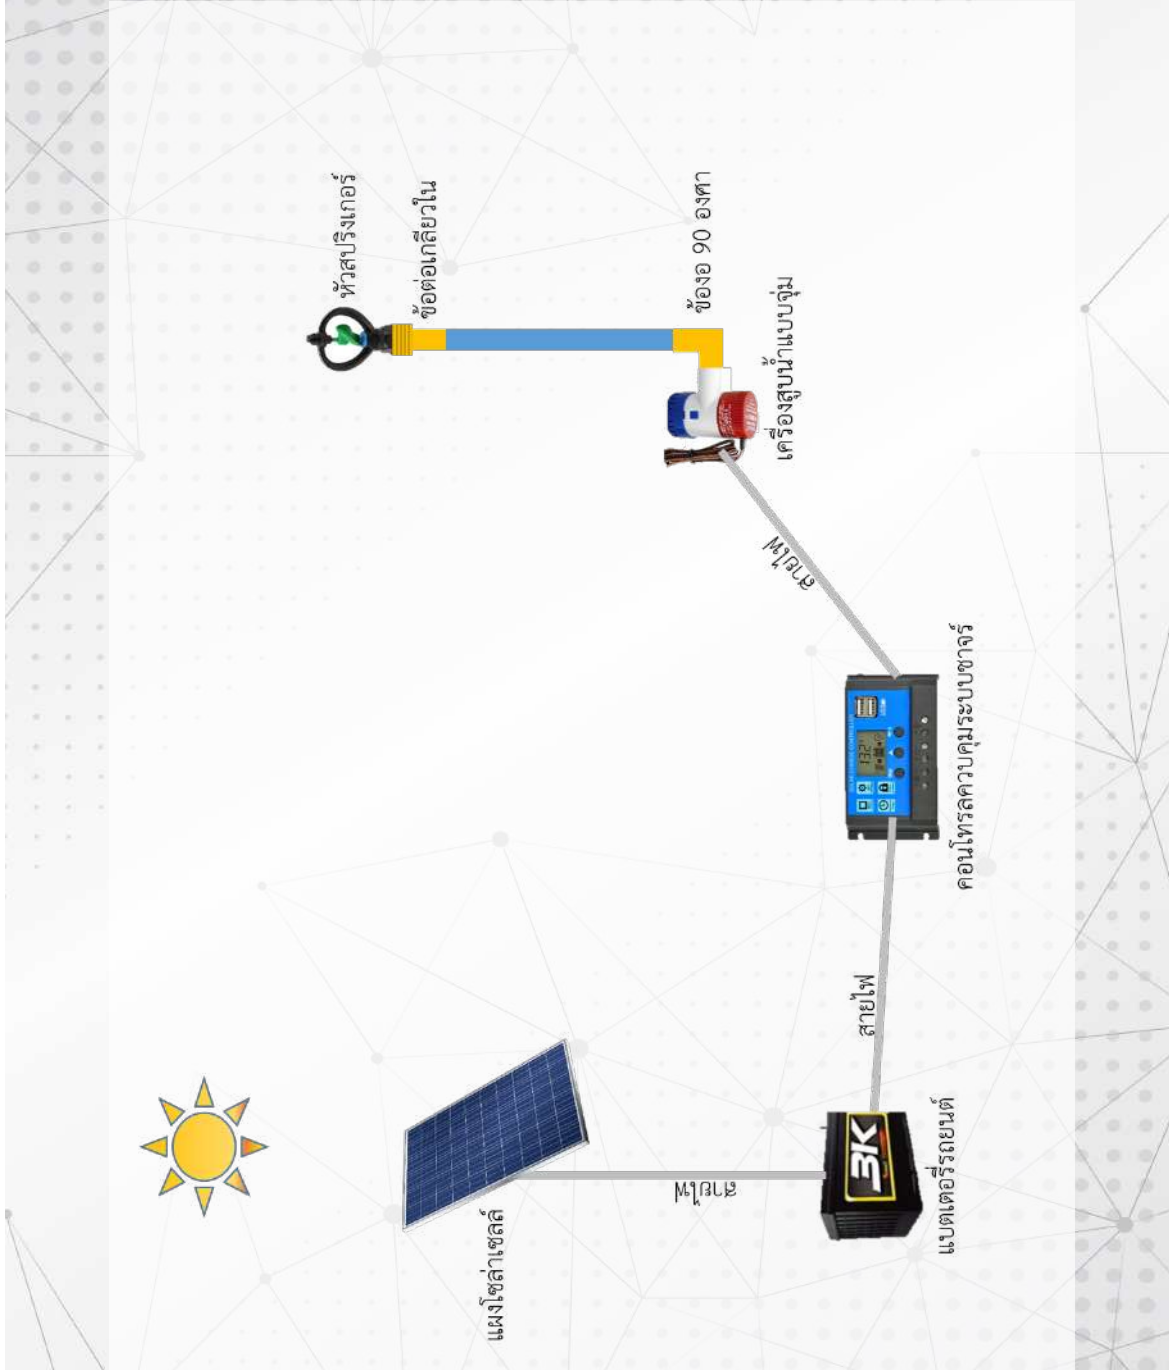 แผงโซล่าเซลล์
สายไฟ
แบตเตอรี่รถยนต์
3K
สายไฟ
คอนโทรลควบคุมระบบชาจร์
13.2
สายไฟ
เครื่องสูบน้ำแบบจุ่ม
ข้องอ 90 องศา
ข้อต่อเกลียวใน
หัวสปริงเกอร์